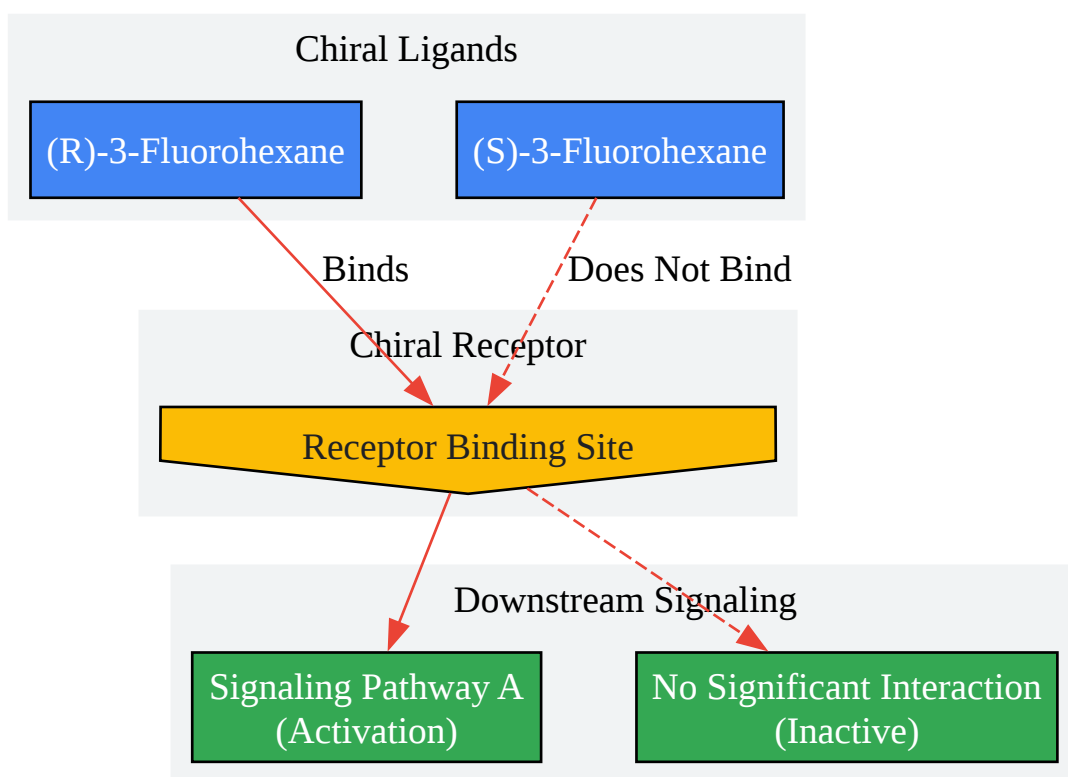 Chiral Ligands
(R)-3-Fluorohexane
(S)-3-Fluorohexane
Binds
Does Not Bind
Chiral Receptor
Receptor Binding Site
Downstream Signaling
Signaling Pathway A
(Activation)
No Significant Interaction
(Inactive)